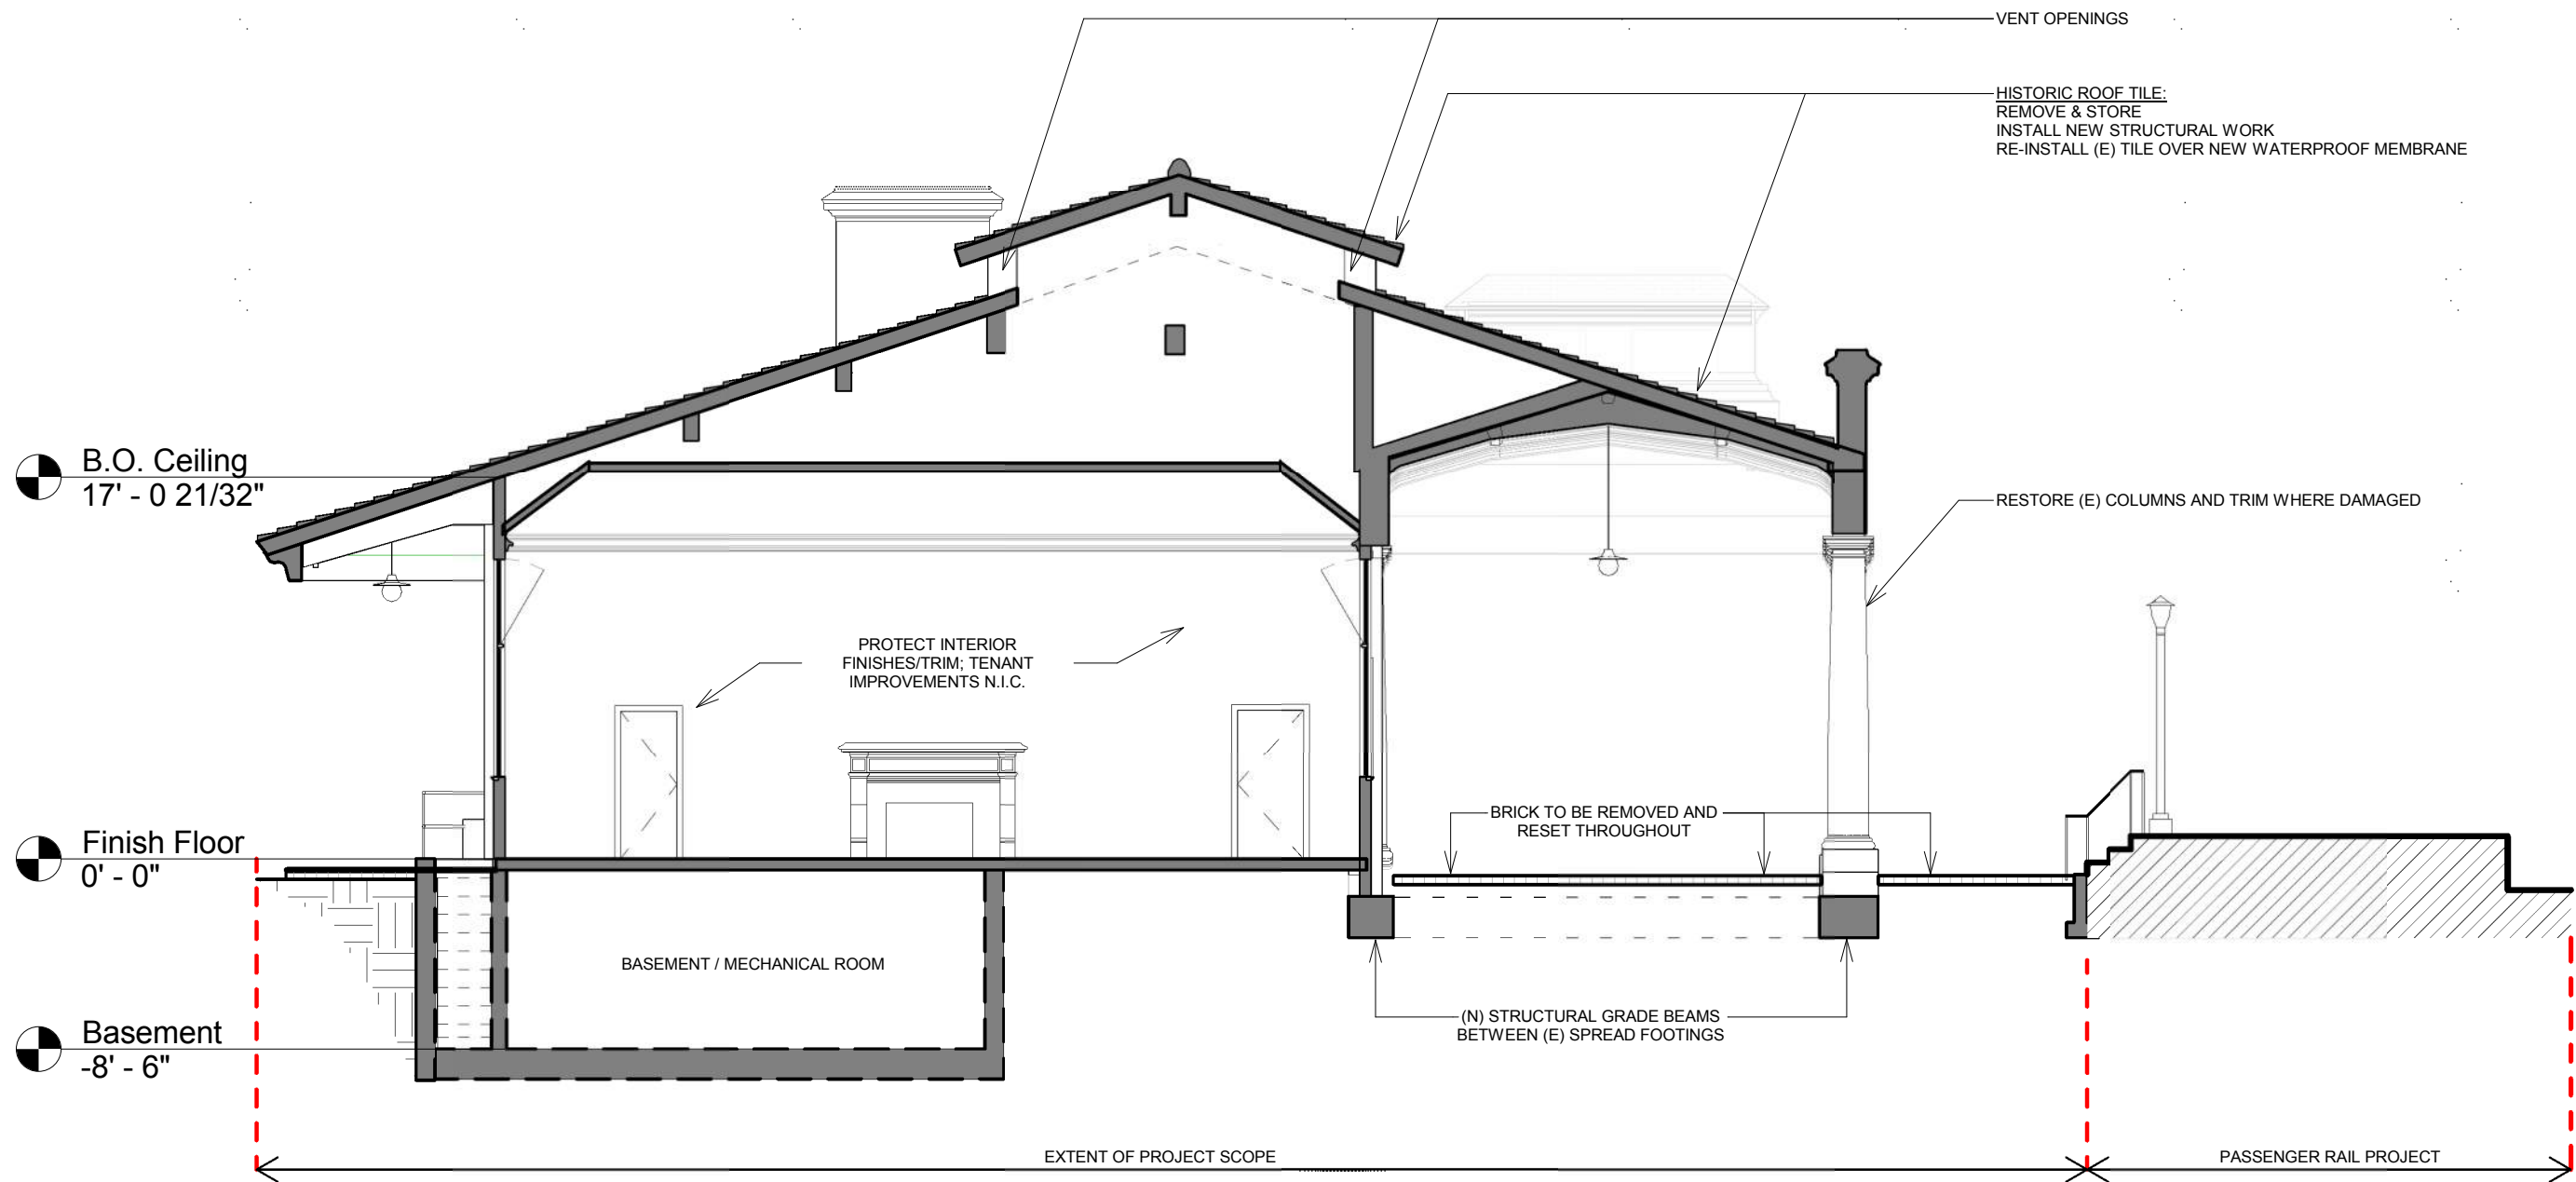 VENT OPENINGS
HISTORIC ROOF TILE:
REMOVE & STORE
INSTALL NEW STRUCTURAL WORK
RE-INSTALL (E) TILE OVER NEW WATERPROOF MEMBRANE
B.O. Ceiling
17' - 0 21/32"
RESTORE (E) COLUMNS AND TRIM WHERE DAMAGED
PROTECT INTERIOR
FINISHES/TRIM; TENANT
IMPROVEMENTS N.I.C.
BRICK TO BE REMOVED AND
RESET THROUGHOUT
Finish Floor
0' - 0"
BASEMENT / MECHANICAL ROOM
(N) STRUCTURAL GRADE BEAMS
BETWEEN (E) SPREAD FOOTINGS
Basement
-8' - 6"
EXTENT OF PROJECT SCOPE
PASSENGER RAIL PROJECT